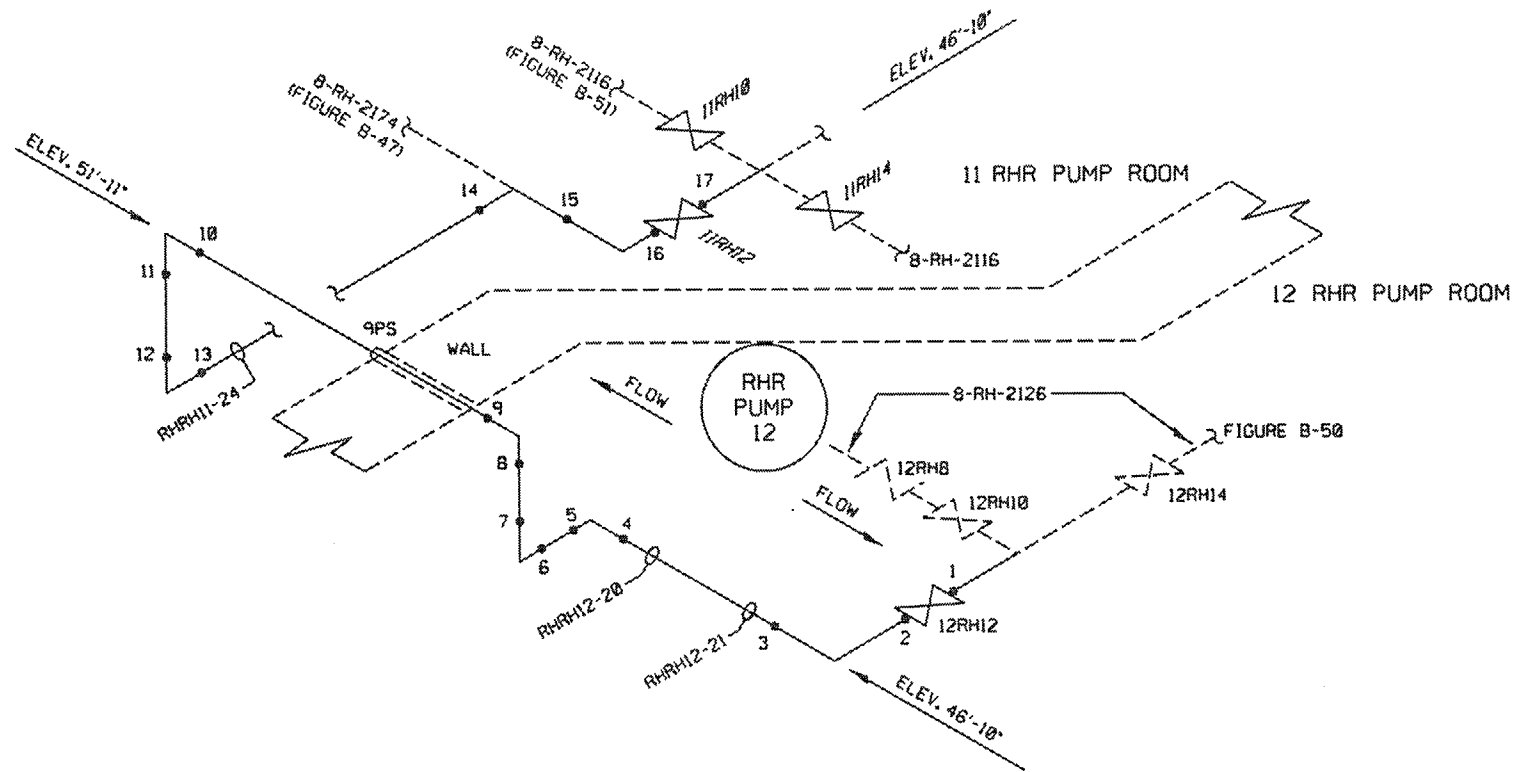 ELEV. 46'-10"
8-RH-2116
(FIGURE B-51)
11RH10
8-RH-2174
(FIGURE B-47)
ELEV. 51'-11"
11RH14
11 RHR PUMP ROOM
14
15
17
16
11RH12
8-RH-2116
10
11
12 RHR PUMP ROOM
9PS
WALL
12
13
RHRH11-24
FLOW
RHR
PUMP
12
8-RH-2126
FIGURE B-50
9
8
12RH8
12RH14
FLOW
12RH10
7
5
4
6
RHRH12-20
1
12RH12
2
3
RHRH12-21
ELEV. 46'-10"